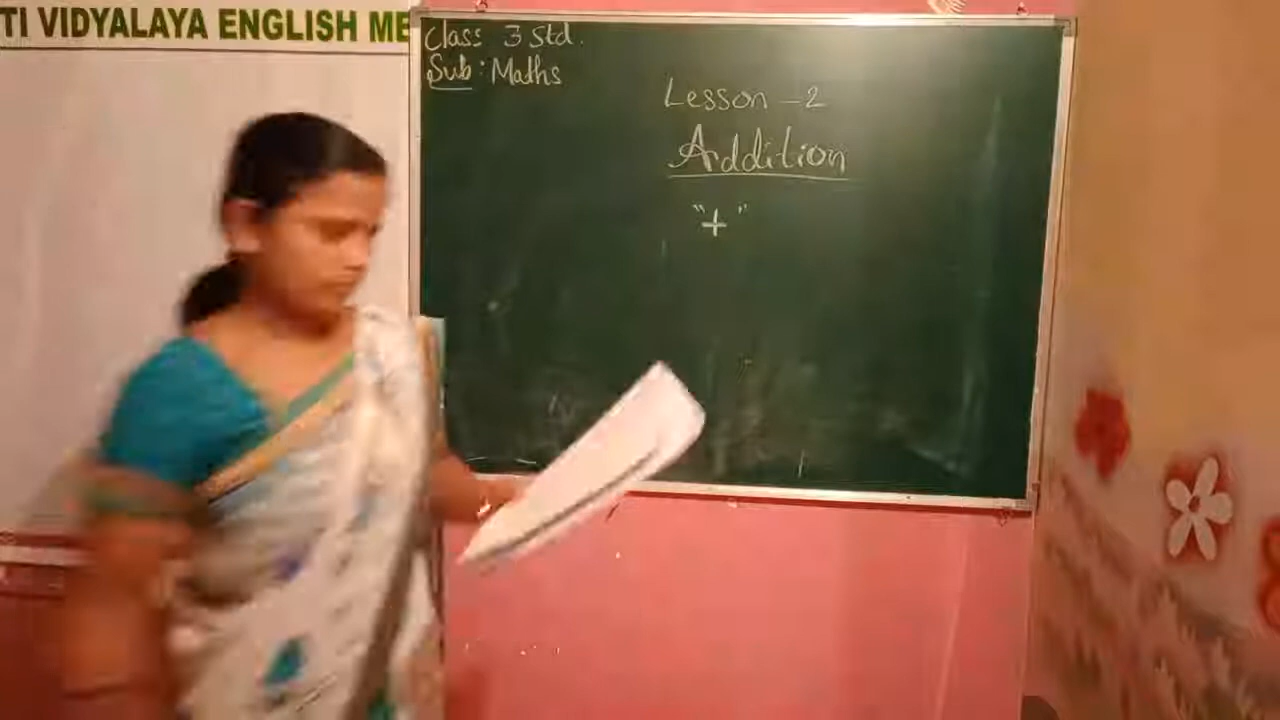 TI VIDYALAYA ENGLISH ME
Class 3 Std.
Sub: Maths
Lesson - 2
Addition
"+"